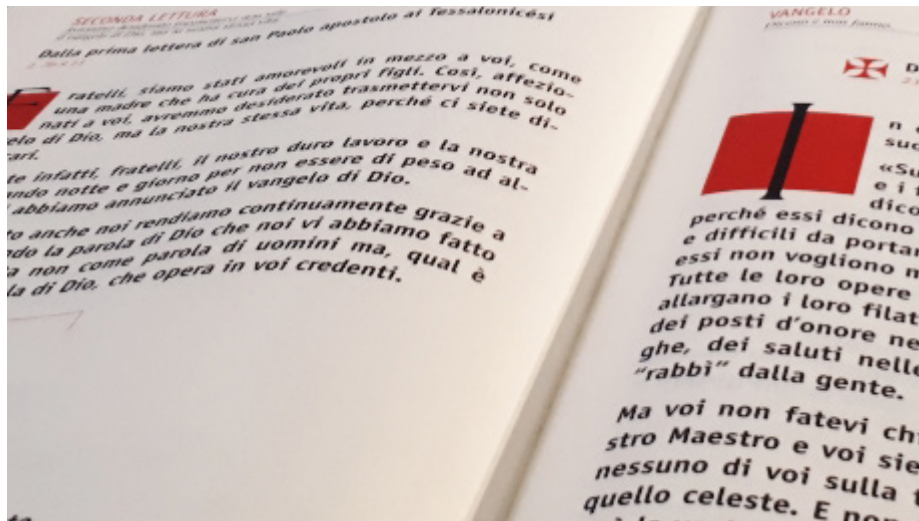 SECONDA LETTURA
Dalla prima lettera di san Paolo apostolo ai Tessalonicési
ratelli, siamo stati amorevoli in mezzo a voi, come
una madre che ha cura dei propri figli. Così, affezio-
nati a voi, avremmo desiderato trasmettervi non solo
gelo di Dio, ma la nostra stessa vita, perché ci siete di-
cari.
te infatti, fratelli, il nostro duro lavoro e la nostra
ando notte e giorno per non essere di peso ad al-
i abbiamo annunciato il vangelo di Dio.
to anche noi rendiamo continuamente grazie a
ndo la parola di Dio che noi vi abbiamo fatto
a non come parola di uomini ma, qual è
la di Dio, che opera in voi credenti.
VANGELO
Dicono e non fanno.
D
I
n
suo
«Su
e i
dico
perché essi dicono
e difficili da portar
essi non vogliono m
Tutte le loro opere
allargano i loro filat
dei posti d'onore ne
ghe, dei saluti nelle
“rabbì” dalla gente.
Ma voi non fatevi chi
stro Maestro e voi sie
nessuno di voi sulla t
quello celeste. E non